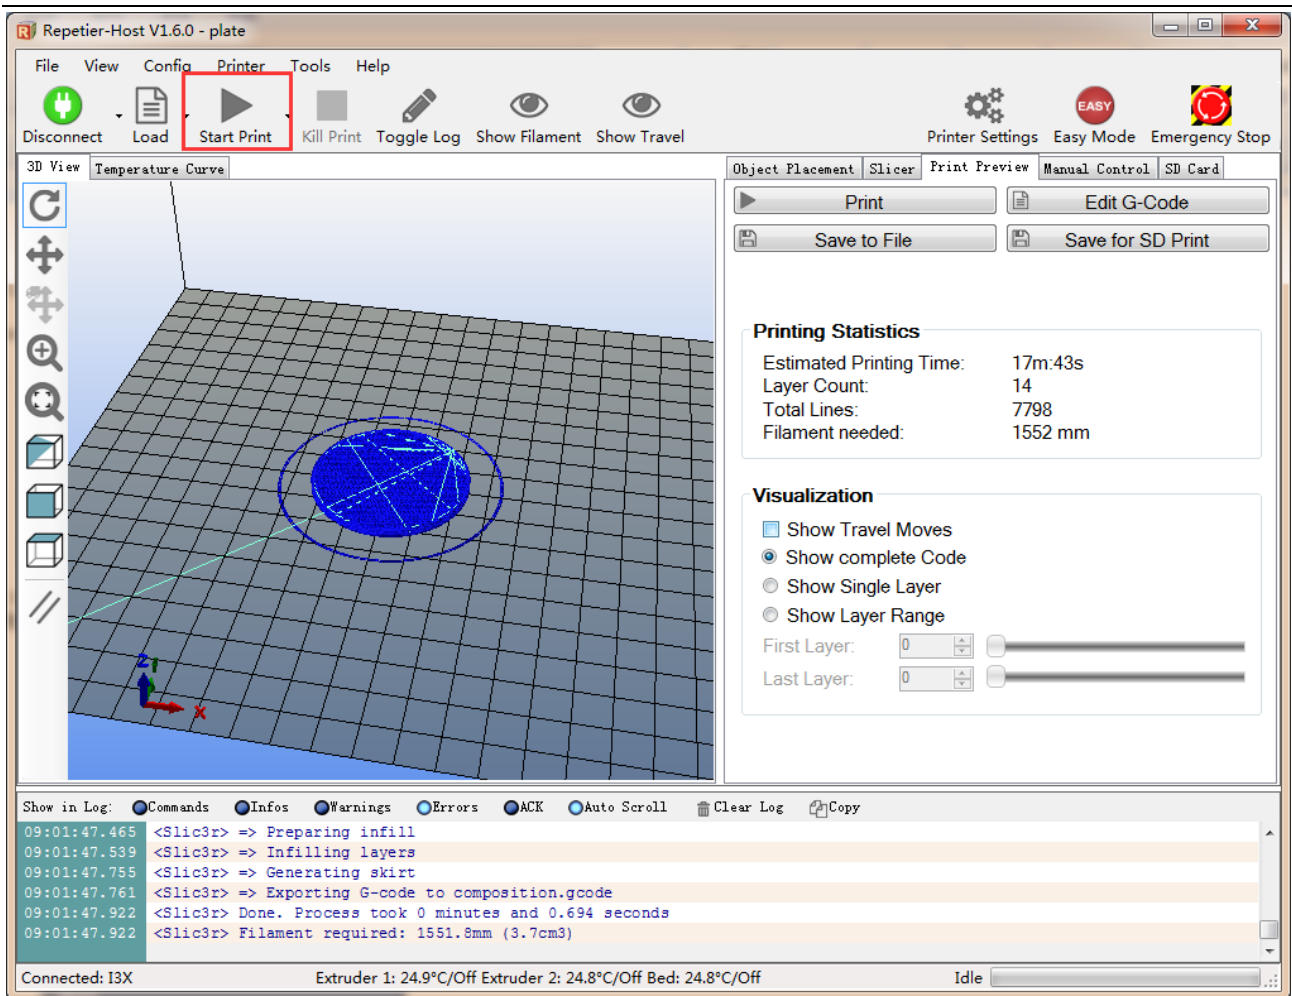 Repetier-Host V1.6.0 - plate
File View Config Printer Tools Help
Disconnect Load Start Print Kill Print Toggle Log Show Filament Show Travel Printer Settings EASY Easy Mode Emergency Stop
3D View Temperature Curve
Object Placement Slicer Print Preview Manual Control SD Card
Print Edit G-Code
Save to File Save for SD Print
Printing Statistics
Estimated Printing Time: 17m:43s
Layer Count: 14
Total Lines: 7798
Filament needed: 1552 mm
Visualization
Show Travel Moves
Show complete Code
Show Single Layer
Show Layer Range
First Layer: 0
Last Layer: 0
Z Y
X
Show in Log: Commands Infos Warnings Errors ACK Auto Scroll Clear Log Copy
09:01:47.465 <Slic3r> => Preparing infill
09:01:47.539 <Slic3r> => Infilling layers
09:01:47.755 <Slic3r> => Generating skirt
09:01:47.761 <Slic3r> => Exporting G-code to composition.gcode
09:01:47.922 <Slic3r> Done. Process took 0 minutes and 0.694 seconds
09:01:47.922 <Slic3r> Filament required: 1551.8mm (3.7cm3)
Connected: I3X Extruder 1: 24.9°C/Off Extruder 2: 24.8°C/Off Bed: 24.8°C/Off Idle